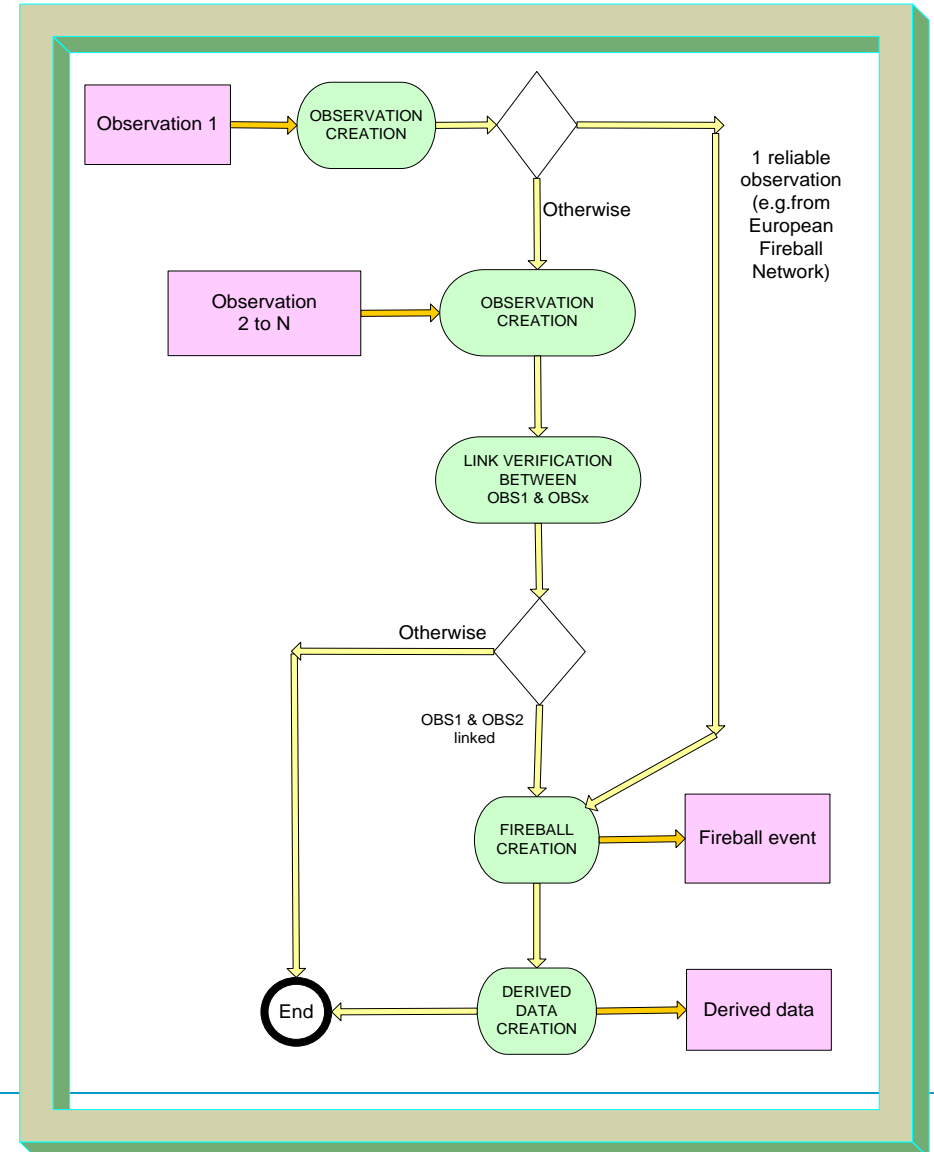 Observation 1
OBSERVATION
CREATION
1 reliable
observation
(e.g.from
European
Fireball
Network)
Otherwise
Observation
2 to N
OBSERVATION
CREATION
LINK VERIFICATION
BETWEEN
OBS1 & OBSx
Otherwise
OBS1 & OBS2
linked
FIREBALL
CREATION
Fireball event
DERIVED
DATA
CREATION
Derived data
End